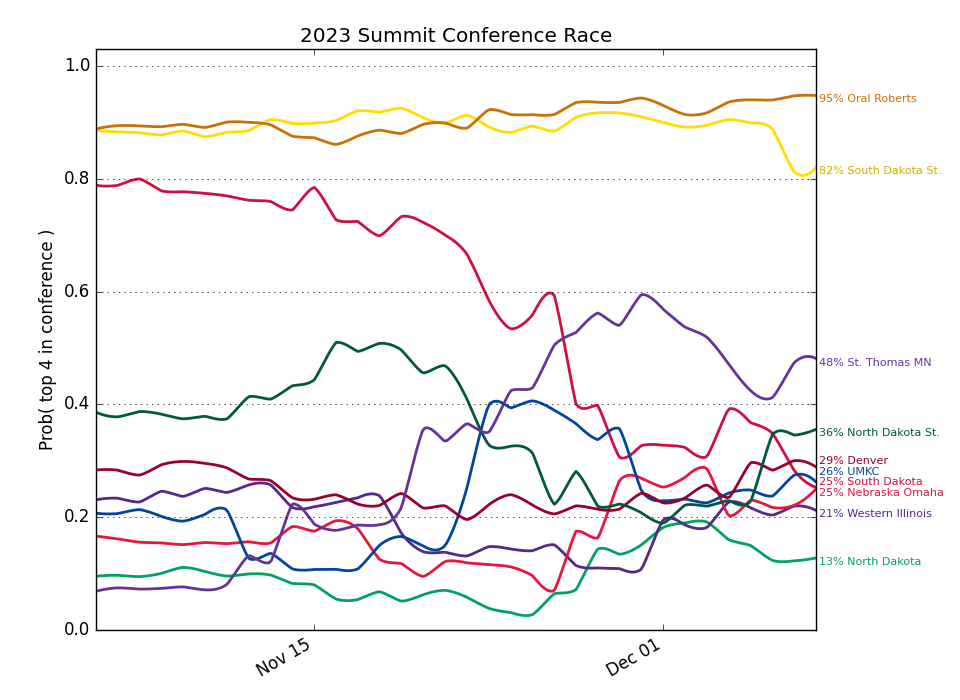 2023 Summit Conference Race
Prob( top 4 in conference )
1.0
0.8
0.6
0.4
0.2
0.0
Nov 15
Dec 01
95% Oral Roberts
82% South Dakota St.
48% St. Thomas MN
36% North Dakota St.
29% Denver
26% UMKC
25% South Dakota
25% Nebraska Omaha
21% Western Illinois
13% North Dakota